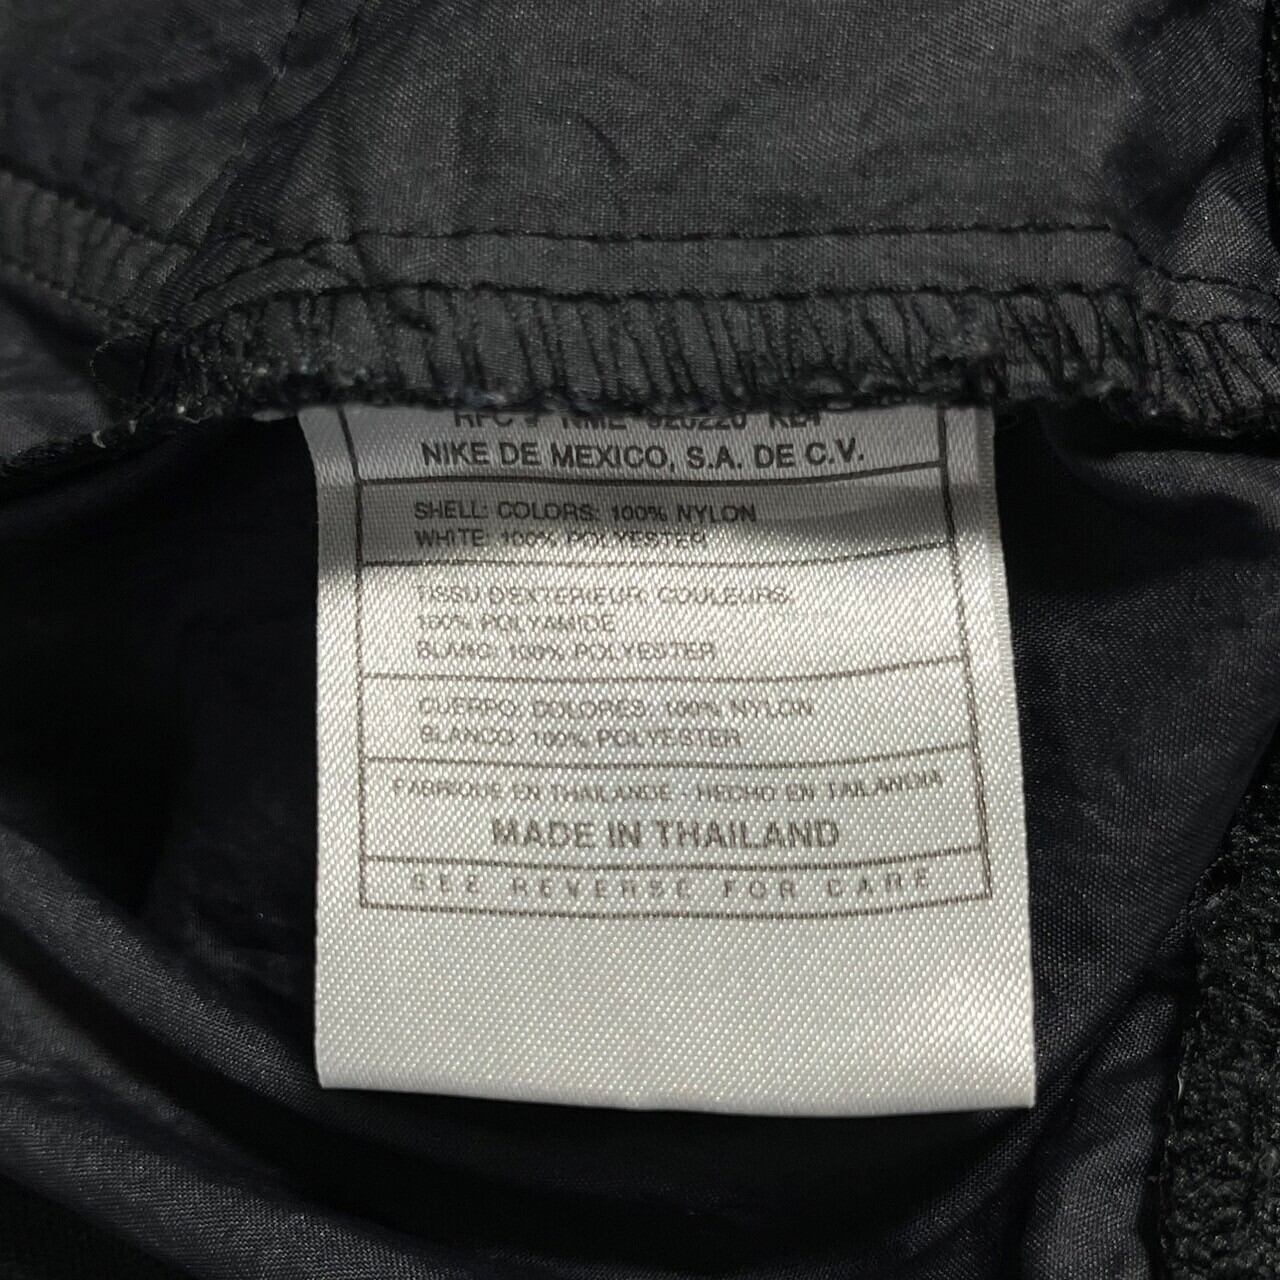 NIKE DE MEXICO, S.A. DE C.V.
SHELL: COLORS: 100% NYLON
WHITE: 100% POLYESTER
TISSU D'EXTERIEUR: COULEURS:
100% POLYAMIDE
BLANC: 100% POLYESTER
CUERPO: COLORES: 100% NYLON
BLANCO: 100% POLYESTER
FABRIQUE EN THAILANDE - HECHO EN TAILANDIA
MADE IN THAILAND
SEE REVERSE FOR CARE